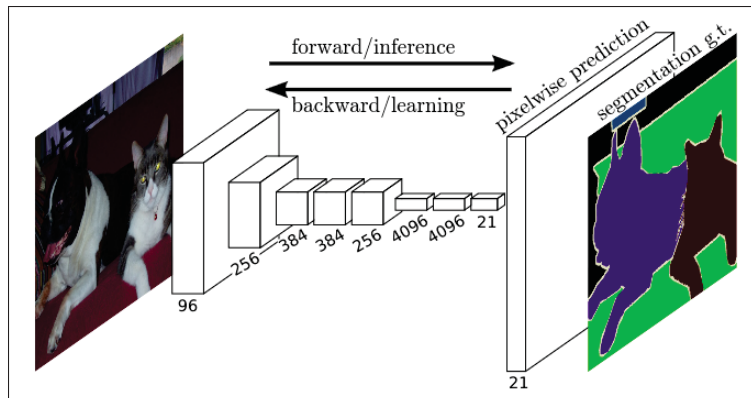 forward/inference
backward/learning
pixelwise prediction
segmentation g.t.
96
256
384
384
256
4096
4096
21
21